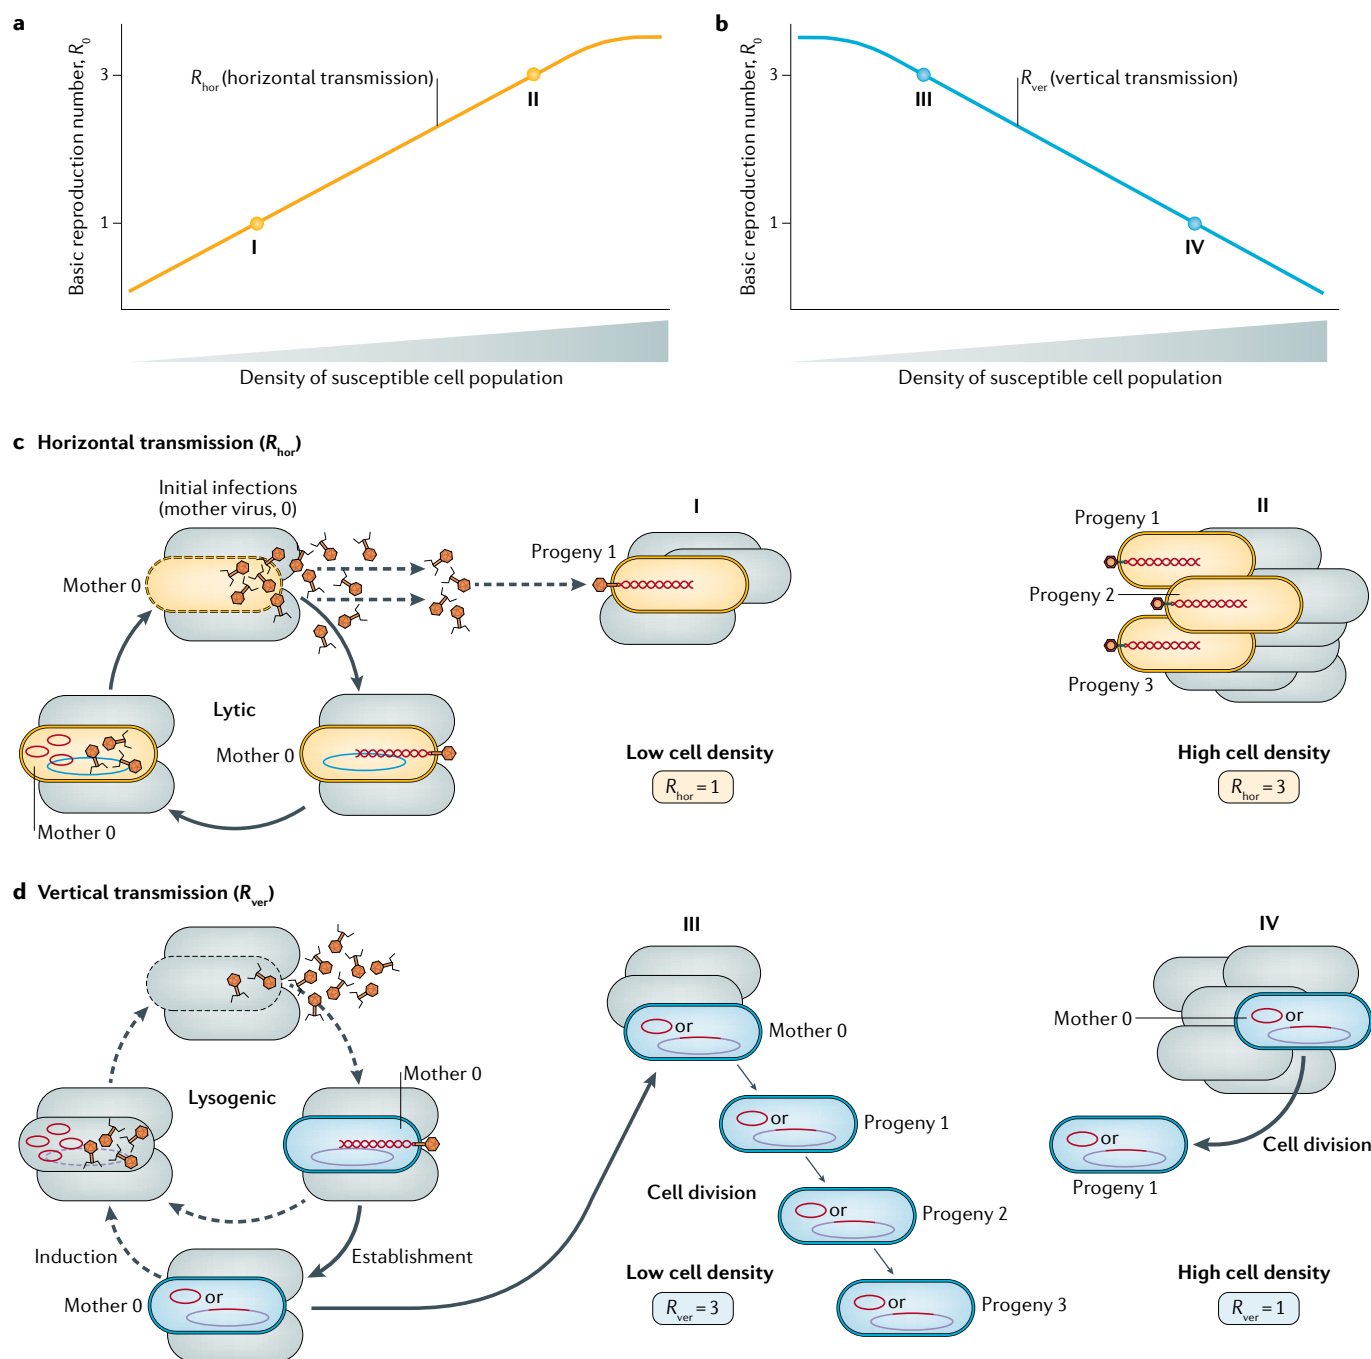 a
Basic reproduction number, R0
3
1
Rhor (horizontal transmission)
I
II
Density of susceptible cell population
b
Basic reproduction number, R0
3
1
Rver (vertical transmission)
III
IV
Density of susceptible cell population
c Horizontal transmission (Rhor)
Initial infections
(mother virus, 0)
Mother 0
Lytic
Mother 0
Mother 0
I
Progeny 1
Low cell density
Rhor = 1
II
Progeny 1
Progeny 2
Progeny 3
High cell density
Rhor = 3
d Vertical transmission (Rver)
Lysogenic
Mother 0
Induction
Establishment
Mother 0
or
III
or
Mother 0
or
Progeny 1
Cell division
or
Progeny 2
or
Progeny 3
Low cell density
Rver = 3
IV
Mother 0
or
Cell division
or
Progeny 1
High cell density
Rver = 1